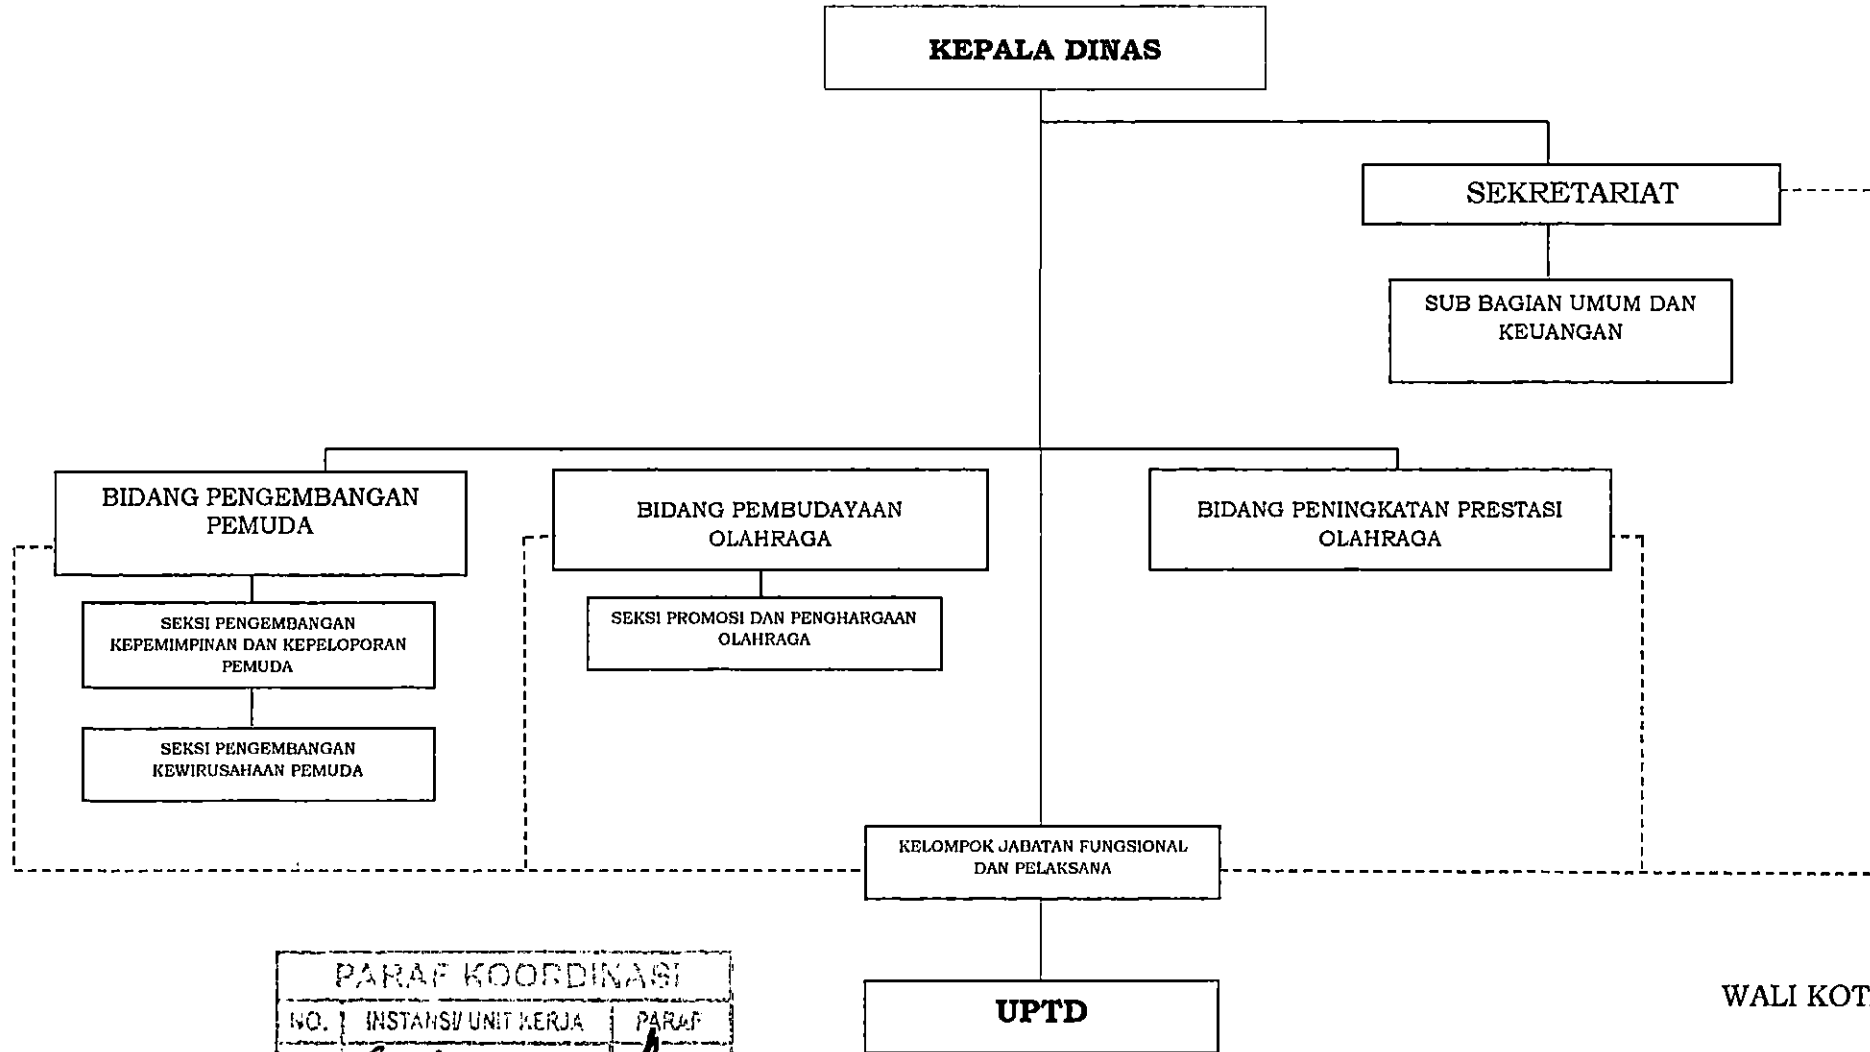 KEPALA DINAS
SEKRETARIAT
SUB BAGIAN UMUM DAN
KEUANGAN
BIDANG PENGEMBANGAN
PEMUDA
BIDANG PEMBUDAYAAN
OLAHRAGA
BIDANG PENINGKATAN PRESTASI
OLAHRAGA
SEKSI PENGEMBANGAN
KEPEMIMPINAN DAN KEPELOPORAN
PEMUDA
SEKSI PROMOSI DAN PENGHARGAAN
OLAHRAGA
SEKSI PENGEMBANGAN
KEWIRUSAHAAN PEMUDA
KELOMPOK JABATAN FUNGSIONAL
DAN PELAKSANA
UPTD
PARAF KOORDINASI
NO. INSTANSI/ UNIT KERJA PARAF
WALI KOT